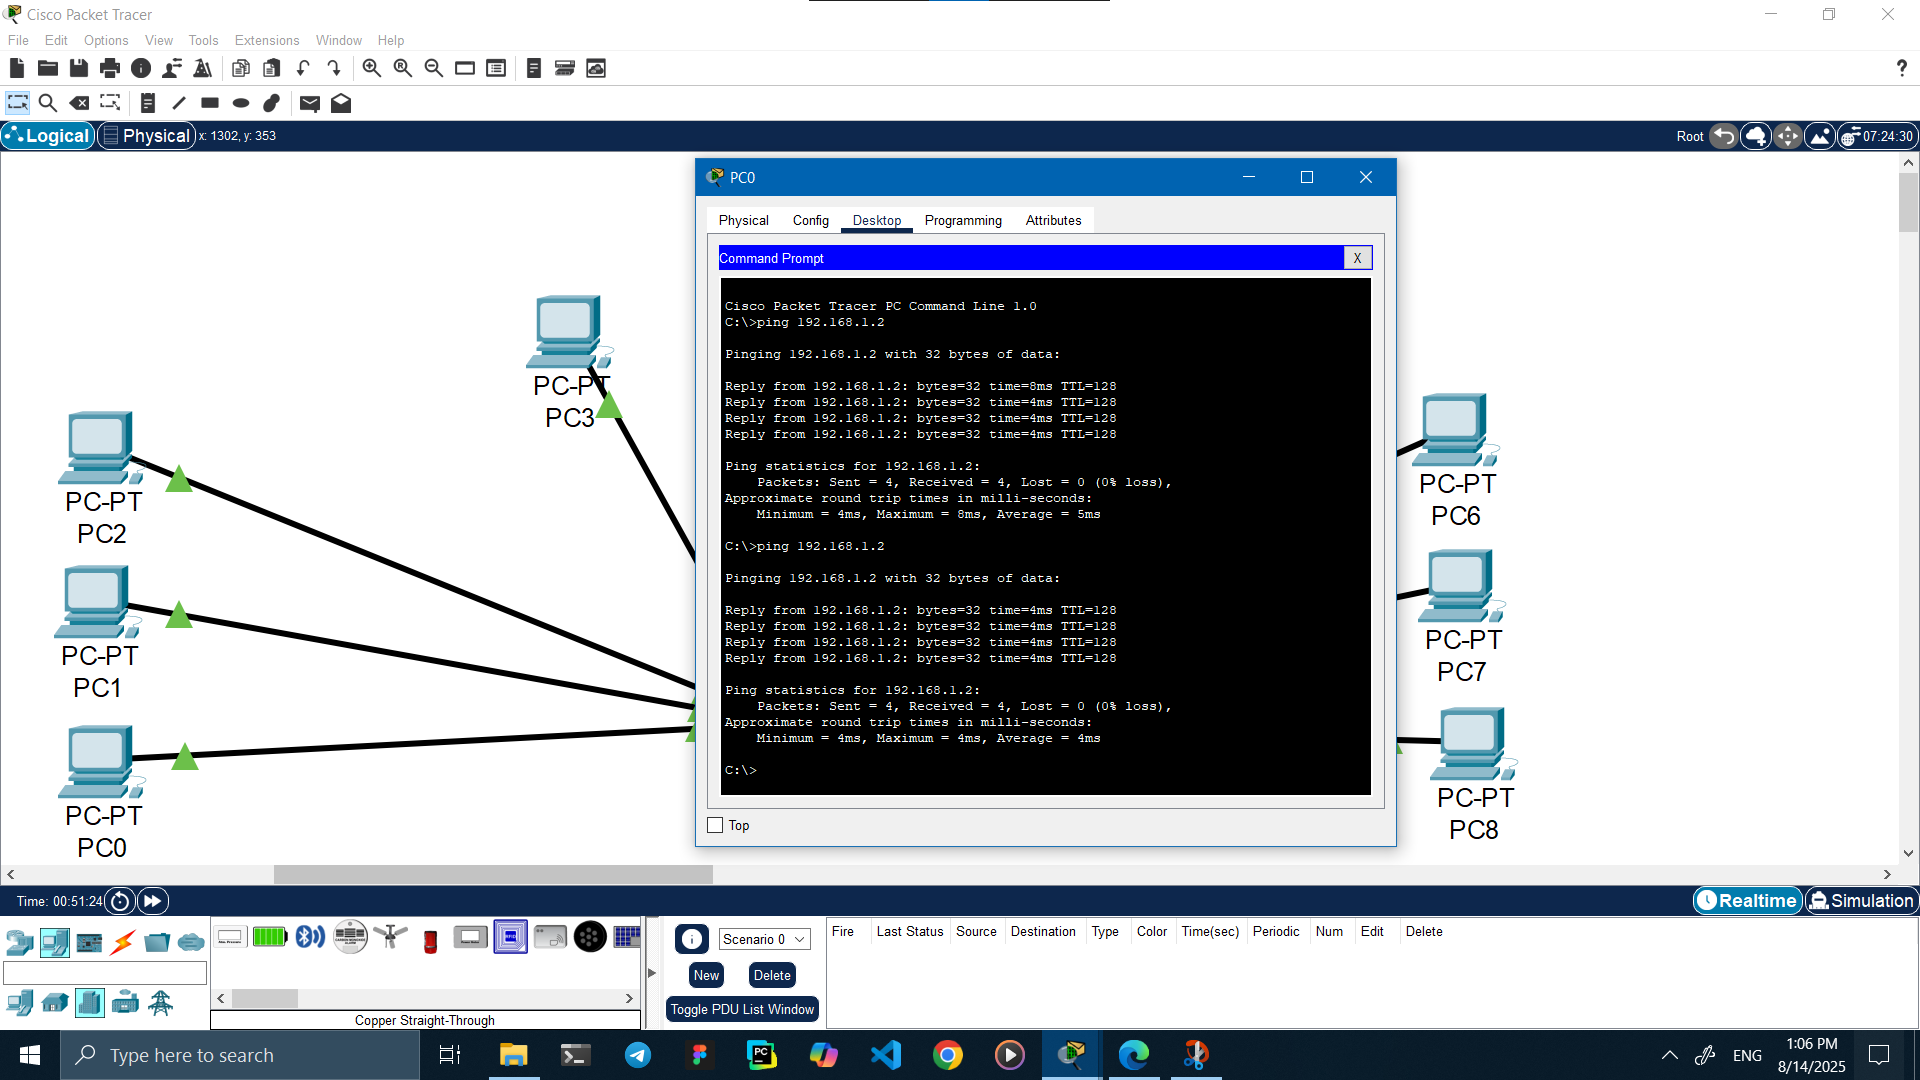 Cisco Packet Tracer
File Edit Options View Tools Extensions Window Help
Logical Physical x: 1302, y: 353 Root 07:24:30
PC0
Physical Config Desktop Programming Attributes
Command Prompt X
Cisco Packet Tracer PC Command Line 1.0
C:\>ping 192.168.1.2
Pinging 192.168.1.2 with 32 bytes of data:
Reply from 192.168.1.2: bytes=32 time=8ms TTL=128
Reply from 192.168.1.2: bytes=32 time=4ms TTL=128
Reply from 192.168.1.2: bytes=32 time=4ms TTL=128
Reply from 192.168.1.2: bytes=32 time=4ms TTL=128
Ping statistics for 192.168.1.2:
Packets: Sent = 4, Received = 4, Lost = 0 (0% loss),
Approximate round trip times in milli-seconds:
Minimum = 4ms, Maximum = 8ms, Average = 5ms
C:\>ping 192.168.1.2
Pinging 192.168.1.2 with 32 bytes of data:
Reply from 192.168.1.2: bytes=32 time=4ms TTL=128
Reply from 192.168.1.2: bytes=32 time=4ms TTL=128
Reply from 192.168.1.2: bytes=32 time=4ms TTL=128
Reply from 192.168.1.2: bytes=32 time=4ms TTL=128
Ping statistics for 192.168.1.2:
Packets: Sent = 4, Received = 4, Lost = 0 (0% loss),
Approximate round trip times in milli-seconds:
Minimum = 4ms, Maximum = 4ms, Average = 4ms
C:\>
Top
PC-PT
PC3
PC-PT
PC2
PC-PT
PC1
PC-PT
PC0
PC-PT
PC6
PC-PT
PC7
PC-PT
PC8
Time: 00:51:24 Realtime Simulation
Scenario 0
New Delete
Toggle PDU List Window
Fire Last Status Source Destination Type Color Time(sec) Periodic Num Edit Delete
Copper Straight-Through
Type here to search
PC
ENG
1:06 PM
8/14/2025